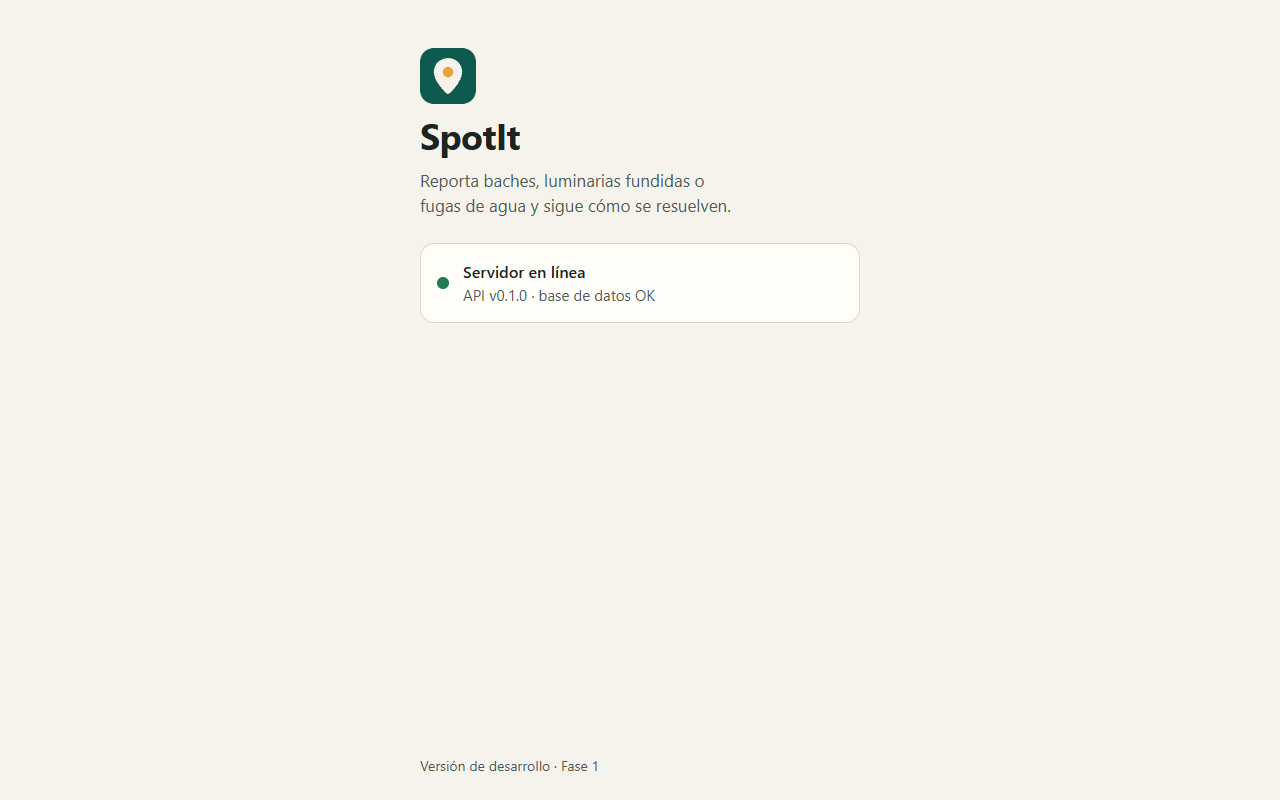 SpotIt
Reporta baches, luminarias fundidas o
fugas de agua y sigue cómo se resuelven.
Servidor en línea
API v0.1.0 · base de datos OK
Versión de desarrollo · Fase 1